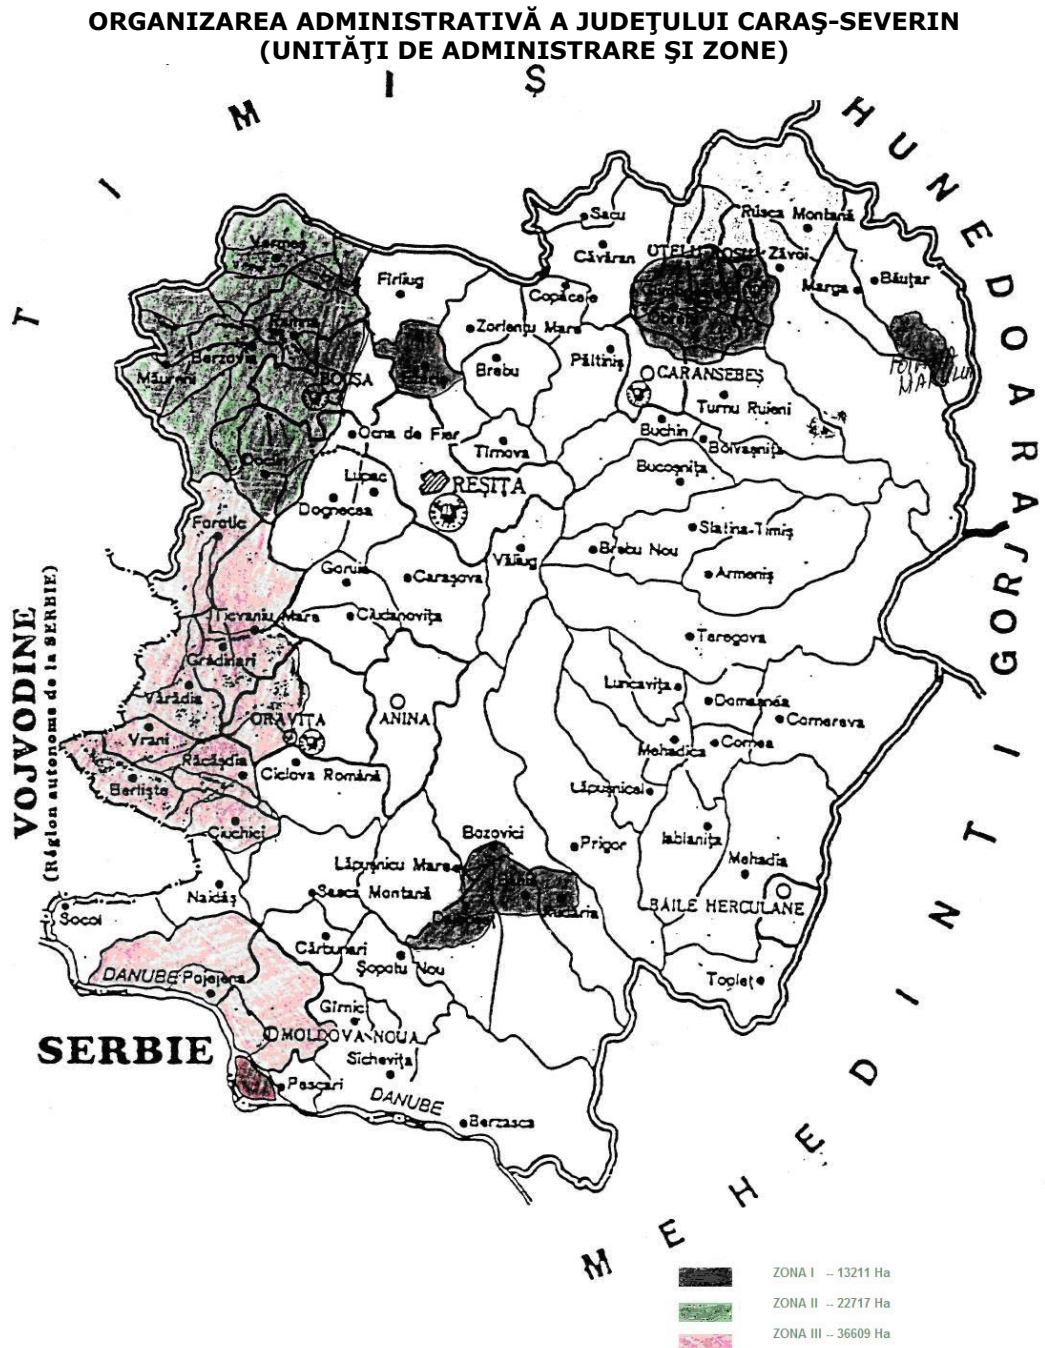 ORGANIZAREA ADMINISTRATIVĂ A JUDEŢULUI CARAŞ-SEVERIN
(UNITĂŢI DE ADMINISTRARE ŞI ZONE)
T I M I Ş
HUNEDOARA
GORJ
MEHEDINTI
VOJVODINE
(Région autonome de la SERBIE)
SERBIE
Sacu
Rusca Montană
Vermeş
Căvăran
Zăvoi
Firliug
Marga
Băuţar
Copăcele
Zorlenţu Mare
Berzovia
Păltiniş
Brebu
Măureni
BOCŞA
CARANSEBEŞ
Turnu Ruieni
Buchin
Ocna de Fier
Bolvaşniţa
Tîrnova
Bucoşniţa
Doclin
Lupac
REŞIŢA
Dognecea
Forotic
Slatina-Timiş
Brebu Nou
Văliug
Goruia
Caraşova
Armeniş
Ticvaniu Mare
Ciudanoviţa
Teregova
Grădinari
Luncaviţa
Vărădia
Domaşnea
ORAVIŢA
ANINA
Cornereva
Vrani
Mehadica
Cornea
Răcăşdia
Ciclova Română
Berlişte
Lăpuşnicel
Ciuchici
Bozovici
Prigor
Iablaniţa
Lăpuşnicu Mare
Mehadia
Naidăş
Sasca Montană
Socol
BĂILE HERCULANE
Cărbunari
Şopotu Nou
DANUBE
Pojejena
Topleţ
Gîrnic
MOLDOVA-NOUA
Sicheviţa
Pescari
DANUBE
Berzasca
ZONA I -- 13211 Ha
ZONA II -- 22717 Ha
ZONA III -- 36609 Ha